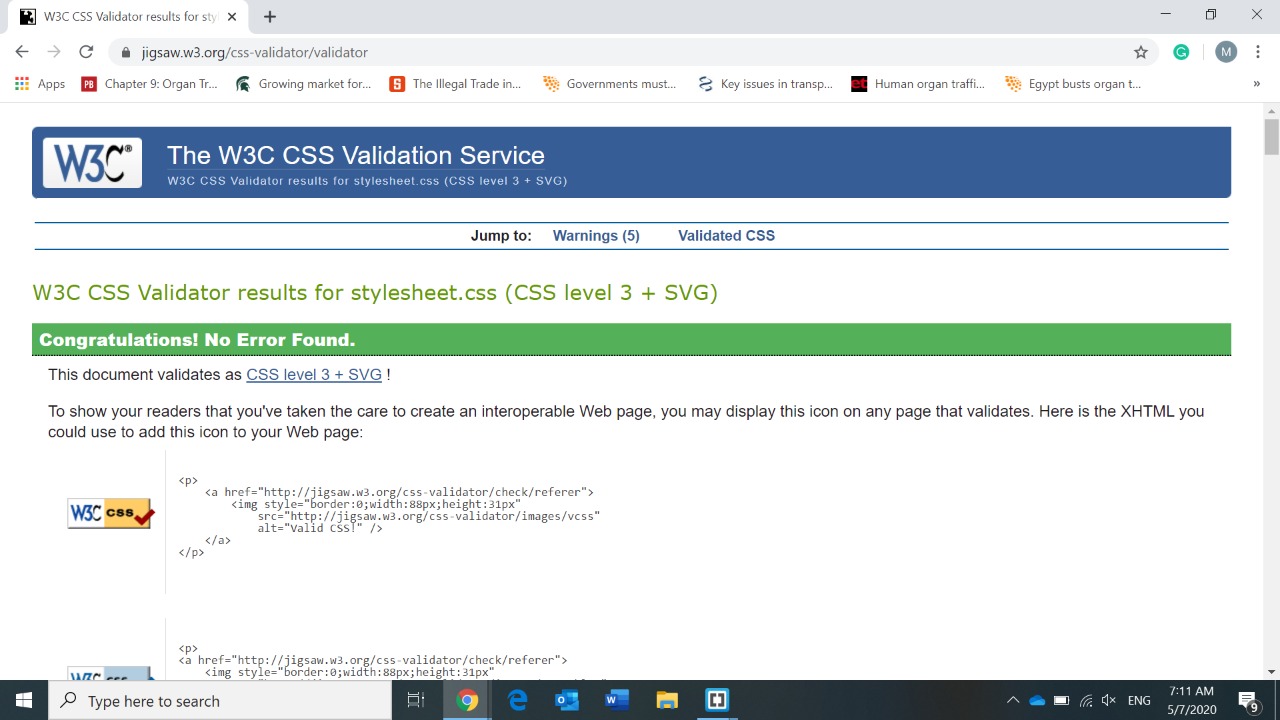 W3C CSS Validator results for sty
jigsaw.w3.org/css-validator/validator
M
Apps
PB
Chapter 9: Organ Tr...
Growing market for...
S
The Illegal Trade in...
Governments must...
Key issues in transp...
et
Human organ traffi...
Egypt busts organ t...
»
W3C®
The W3C CSS Validation Service
W3C CSS Validator results for stylesheet.css (CSS level 3 + SVG)
Jump to: Warnings (5) Validated CSS
W3C CSS Validator results for stylesheet.css (CSS level 3 + SVG)
Congratulations! No Error Found.
This document validates as CSS level 3 + SVG !
To show your readers that you've taken the care to create an interoperable Web page, you may display this icon on any page that validates. Here is the XHTML you
could use to add this icon to your Web page:
W3C css
<p>
<a href="http://jigsaw.w3.org/css-validator/check/referer">
<img style="border:0;width:88px;height:31px"
src="http://jigsaw.w3.org/css-validator/images/vcss"
alt="Valid CSS!" />
</a>
</p>
W3C css
<p>
<a href="http://jigsaw.w3.org/css-validator/check/referer">
<img style="border:0;width:88px;height:31px"
Type here to search
ENG
7:11 AM
5/7/2020
9